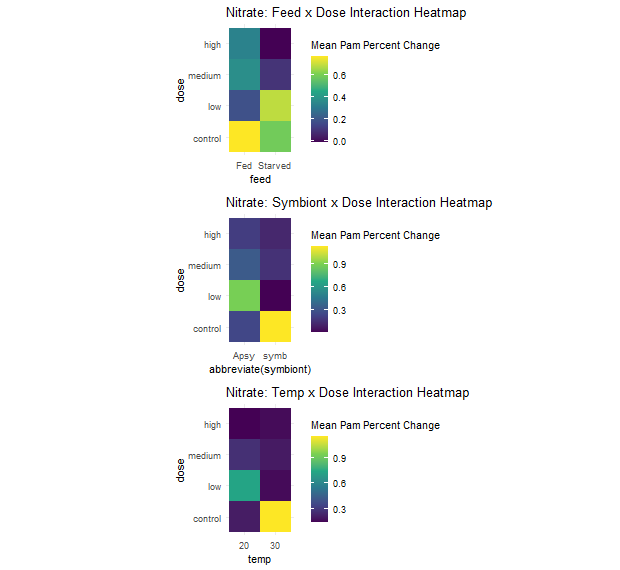 Nitrate: Feed x Dose Interaction Heatmap
high
medium
low
control
dose
Fed Starved
feed
Mean Pam Percent Change
0.6
0.4
0.2
0.0
Nitrate: Symbiont x Dose Interaction Heatmap
high
medium
low
control
dose
Apsy symb
abbreviate(symbiont)
Mean Pam Percent Change
0.9
0.6
0.3
Nitrate: Temp x Dose Interaction Heatmap
high
medium
low
control
dose
20 30
temp
Mean Pam Percent Change
0.9
0.6
0.3